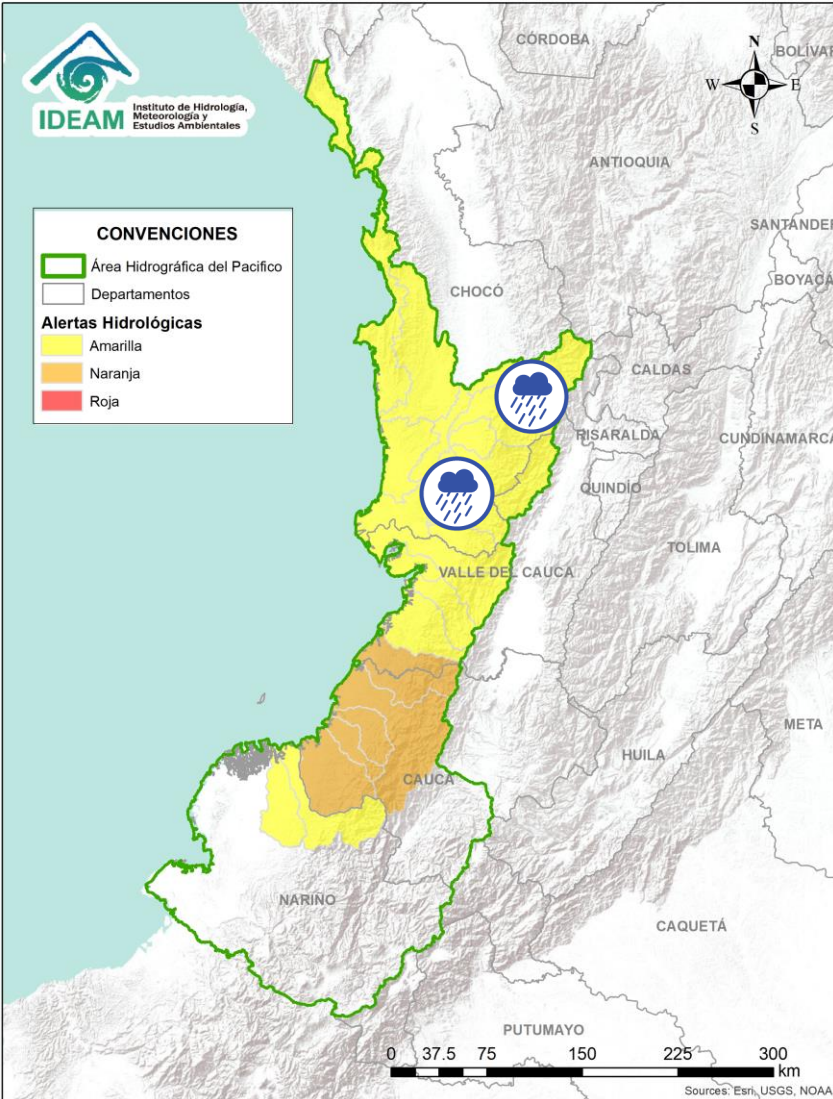 IDEAM
Instituto de Hidrología,
Meteorología y
Estudios Ambientales
CONVENCIONES
Área Hidrográfica del Pacifico
Departamentos
Alertas Hidrológicas
Amarilla
Naranja
Roja
N
W
E
S
CÓRDOBA
BOLÍVAR
ANTIOQUIA
SANTANDER
BOYACÁ
CHOCÓ
CALDAS
RISARALDA
CUNDINAMARCA
QUINDÍO
TOLIMA
VALLE DEL CAUCA
META
HUILA
CAUCA
NARIÑO
CAQUETÁ
PUTUMAYO
0 37.5 75 150 225 300
km
Sources: Esri, USGS, NOAA